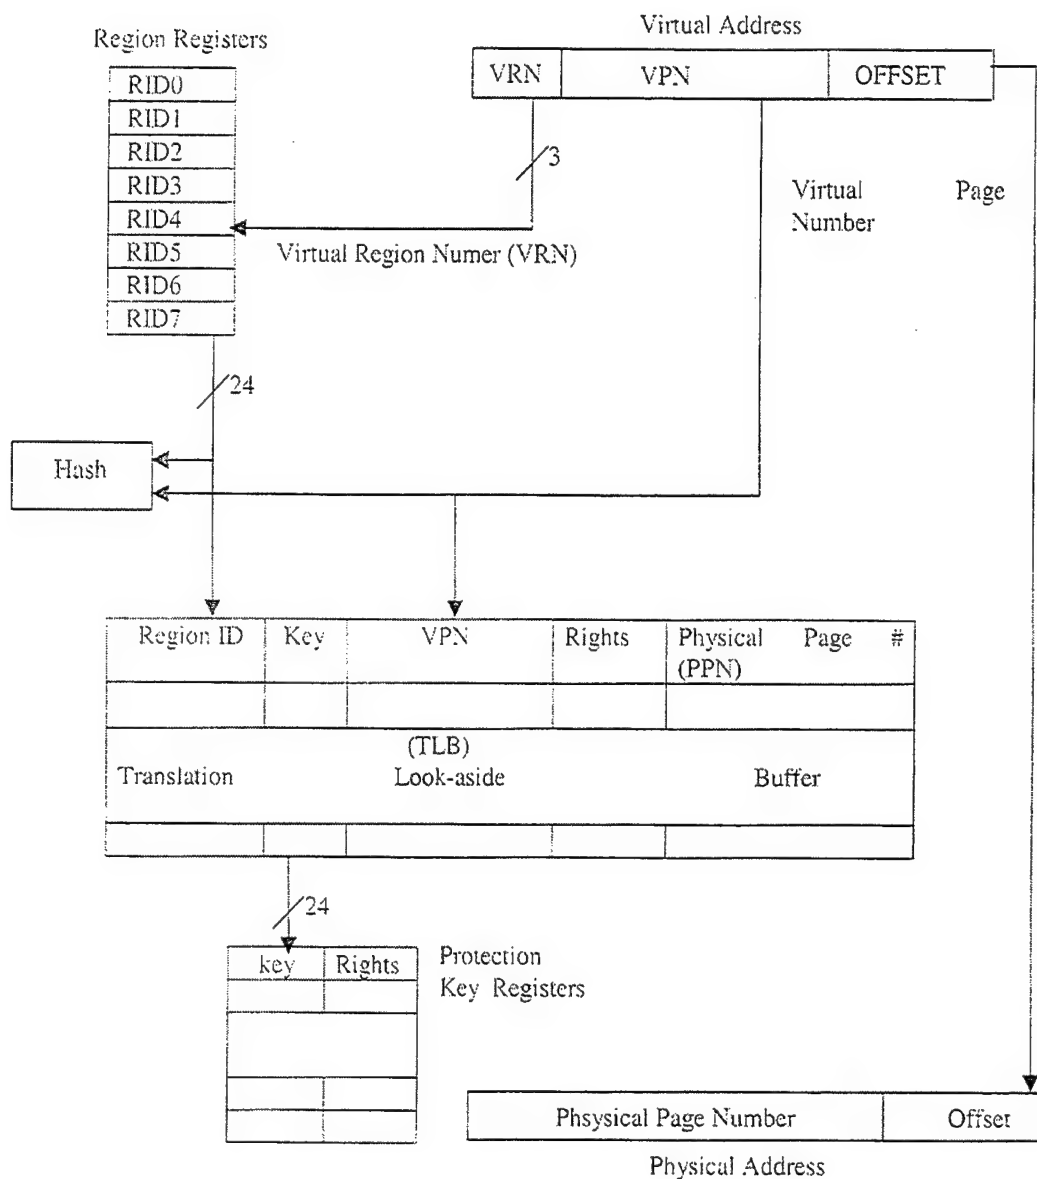 Virtual Address
Region Registers
VRN VPN OFFSET
RID0
RID1
RID2
RID3
RID4
RID5
RID6
RID7
3
Virtual Page
Number
Virtual Region Numer (VRN)
24
Hash
Region ID Key VPN Rights Physical Page #
(PPN)
(TLB)
Translation Look-aside Buffer
24
key Rights
Protection
Key Registers
Phsysical Page Number Offset
Physical Address